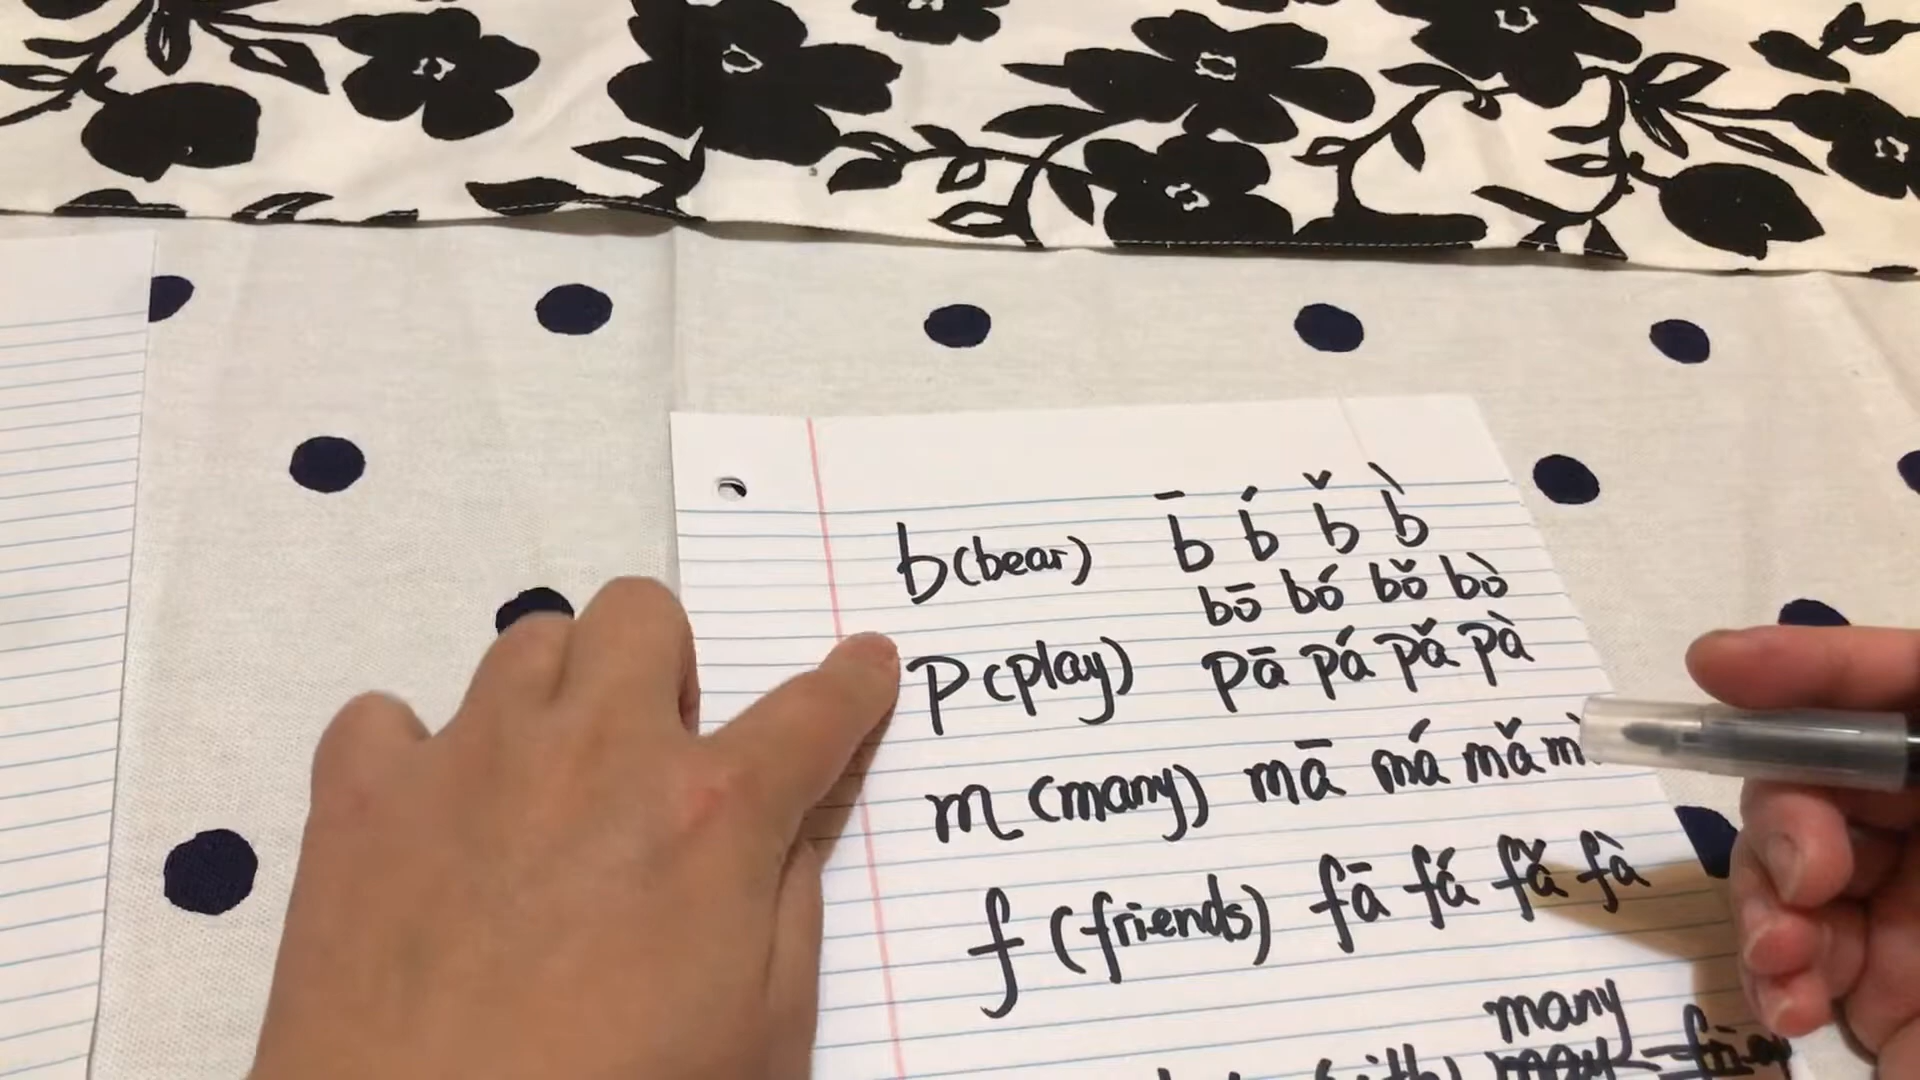 b (bear) b̄ b́ b̌ b̀
bō bó bǒ bò
p (play) pā pá pǎ pà
m (many) mā má mǎ m
f (friends) fā fá fǎ fà
many